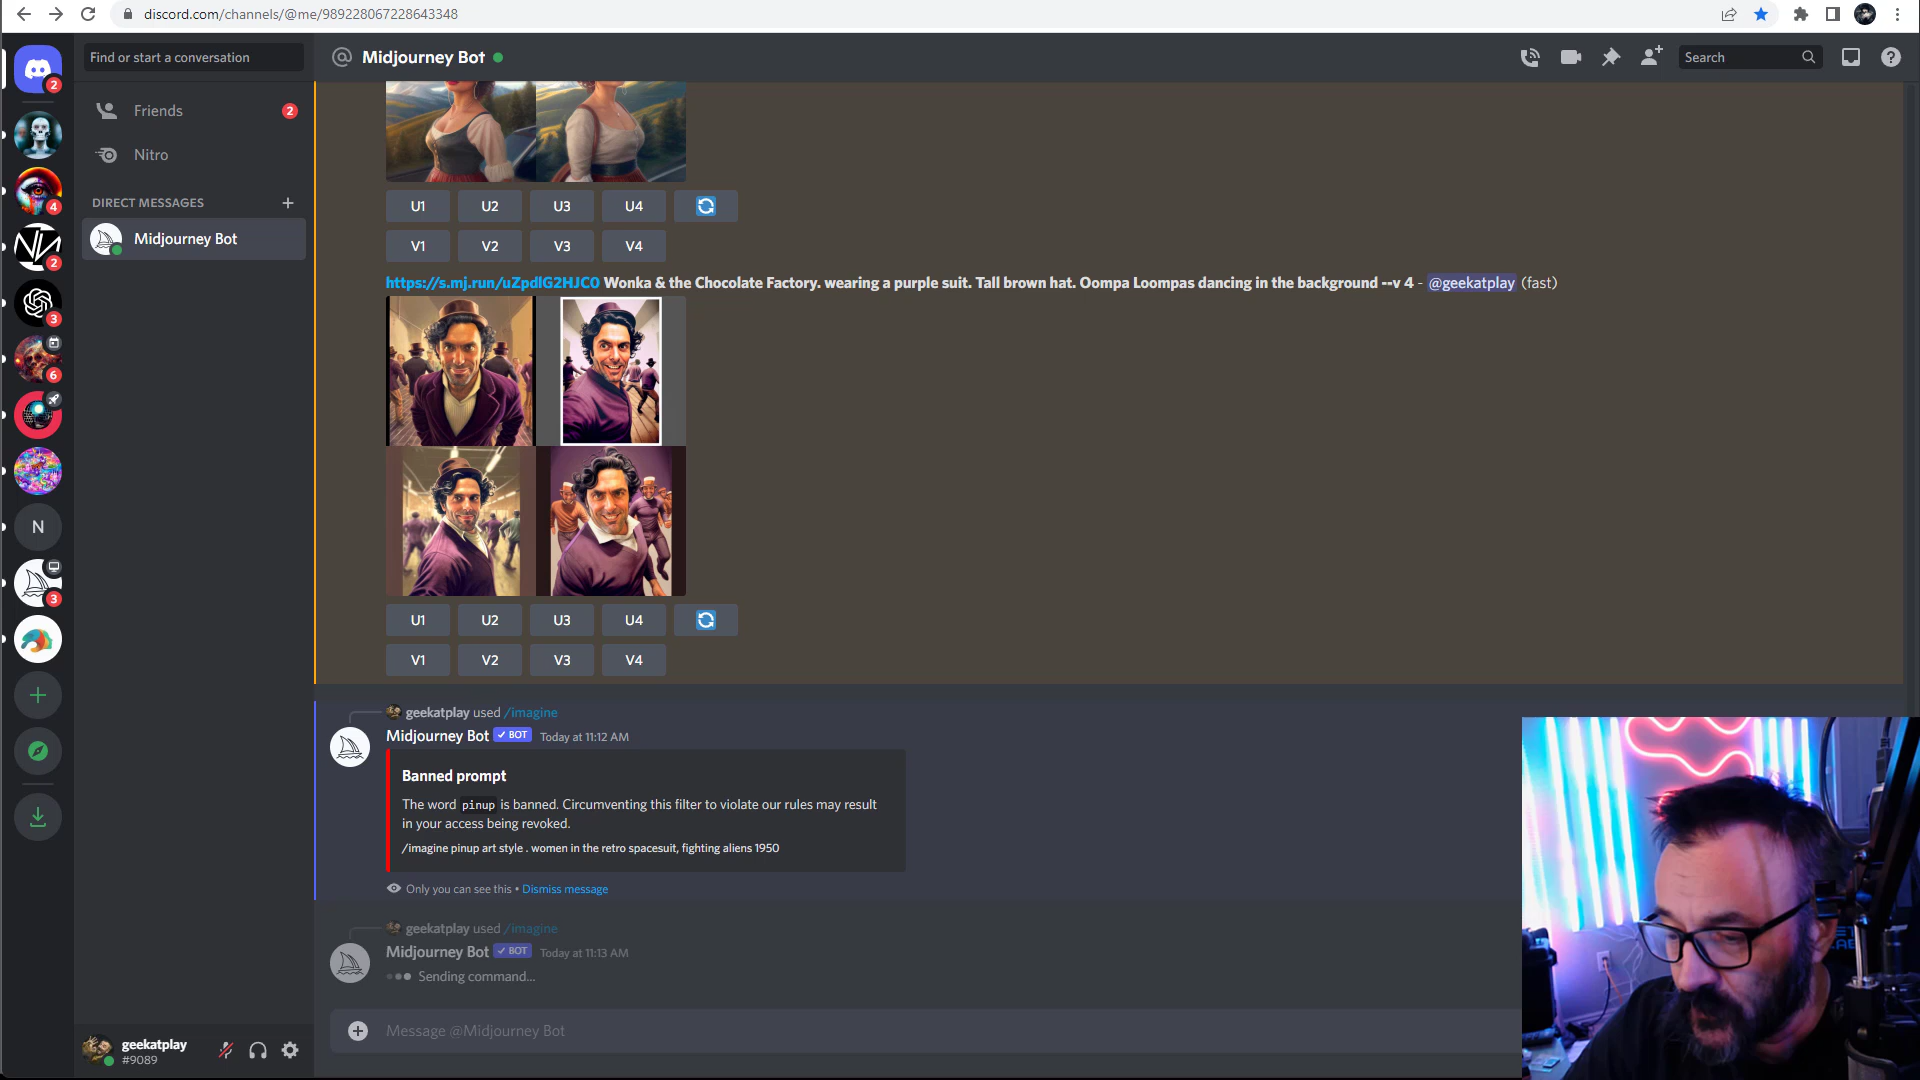 discord.com/channels/@me/989228067228643348
Find or start a conversation
Midjourney Bot
Search
2
Friends
2
Nitro
DIRECT MESSAGES
Midjourney Bot
4
2
3
6
N
3
U1 U2 U3 U4
V1 V2 V3 V4
https://s.mj.run/uZpdlG2HJC0 Wonka & the Chocolate Factory. wearing a purple suit. Tall brown hat. Oompa Loompas dancing in the background --v 4 - @geekatplay (fast)
U1 U2 U3 U4
V1 V2 V3 V4
geekatplay used /imagine
Midjourney Bot BOT Today at 11:12 AM
Banned prompt
The word pinup is banned. Circumventing this filter to violate our rules may result
in your access being revoked.
/imagine pinup art style . women in the retro spacesuit, fighting aliens 1950
Only you can see this • Dismiss message
geekatplay used /imagine
Midjourney Bot BOT Today at 11:13 AM
Sending command...
Message @Midjourney Bot
geekatplay
#9089